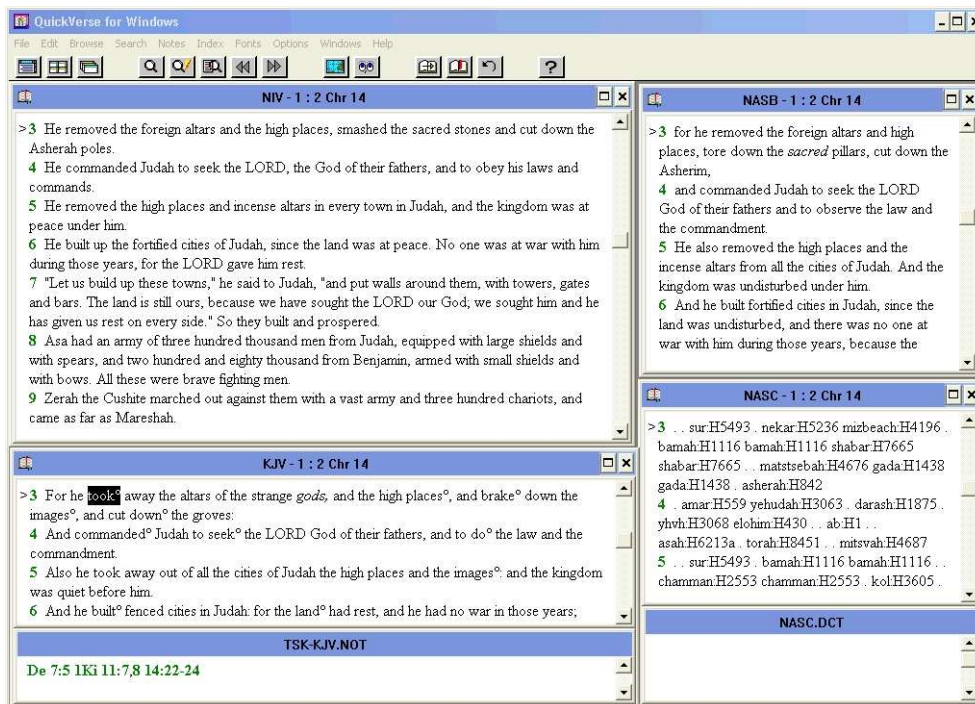 QuickVerse for Windows
File Edit Browse Search Notes Index Fonts Options Windows Help
?
NIV - 1 : 2 Chr 14
>3 He removed the foreign altars and the high places, smashed the sacred stones and cut down the
Asherah poles.
4 He commanded Judah to seek the LORD, the God of their fathers, and to obey his laws and
commands.
5 He removed the high places and incense altars in every town in Judah, and the kingdom was at
peace under him.
6 He built up the fortified cities of Judah, since the land was at peace. No one was at war with him
during those years, for the LORD gave him rest.
7 "Let us build up these towns," he said to Judah, "and put walls around them, with towers, gates
and bars. The land is still ours, because we have sought the LORD our God; we sought him and he
has given us rest on every side." So they built and prospered.
8 Asa had an army of three hundred thousand men from Judah, equipped with large shields and
with spears, and two hundred and eighty thousand from Benjamin, armed with small shields and
with bows. All these were brave fighting men.
9 Zerah the Cushite marched out against them with a vast army and three hundred chariots, and
came as far as Mareshah.
KJV - 1 : 2 Chr 14
>3 For he took° away the altars of the strange gods, and the high places°, and brake° down the
images°, and cut down° the groves:
4 And commanded° Judah to seek° the LORD God of their fathers, and to do° the law and the
commandment.
5 Also he took away out of all the cities of Judah the high places and the images°: and the kingdom
was quiet before him.
6 And he built° fenced cities in Judah: for the land° had rest, and he had no war in those years;
TSK-KJV.NOT
De 7:5 1Ki 11:7,8 14:22-24
NASB - 1 : 2 Chr 14
>3 for he removed the foreign altars and high
places, tore down the sacred pillars, cut down the
Asherim,
4 and commanded Judah to seek the LORD
God of their fathers and to observe the law and
the commandment.
5 He also removed the high places and the
incense altars from all the cities of Judah. And the
kingdom was undisturbed under him.
6 And he built fortified cities in Judah, since the
land was undisturbed, and there was no one at
war with him during those years, because the
NASC - 1 : 2 Chr 14
>3 . . sur:H5493 . nekar:H5236 mizbeach:H4196 .
bamah:H1116 bamah:H1116 shabar:H7665
shabar:H7665 . . matstsebah:H4676 gada:H1438
gada:H1438 . asherah:H842
4 . amar:H559 yehudah:H3063 . darash:H1875 .
yhvh:H3068 elohim:H430 . . ab:H1 . .
asah:H6213a . torah:H8451 . . mitsvah:H4687
5 . . sur:H5493 . bamah:H1116 bamah:H1116 . .
chamman:H2553 chamman:H2553 . kol:H3605 .
NASC.DCT